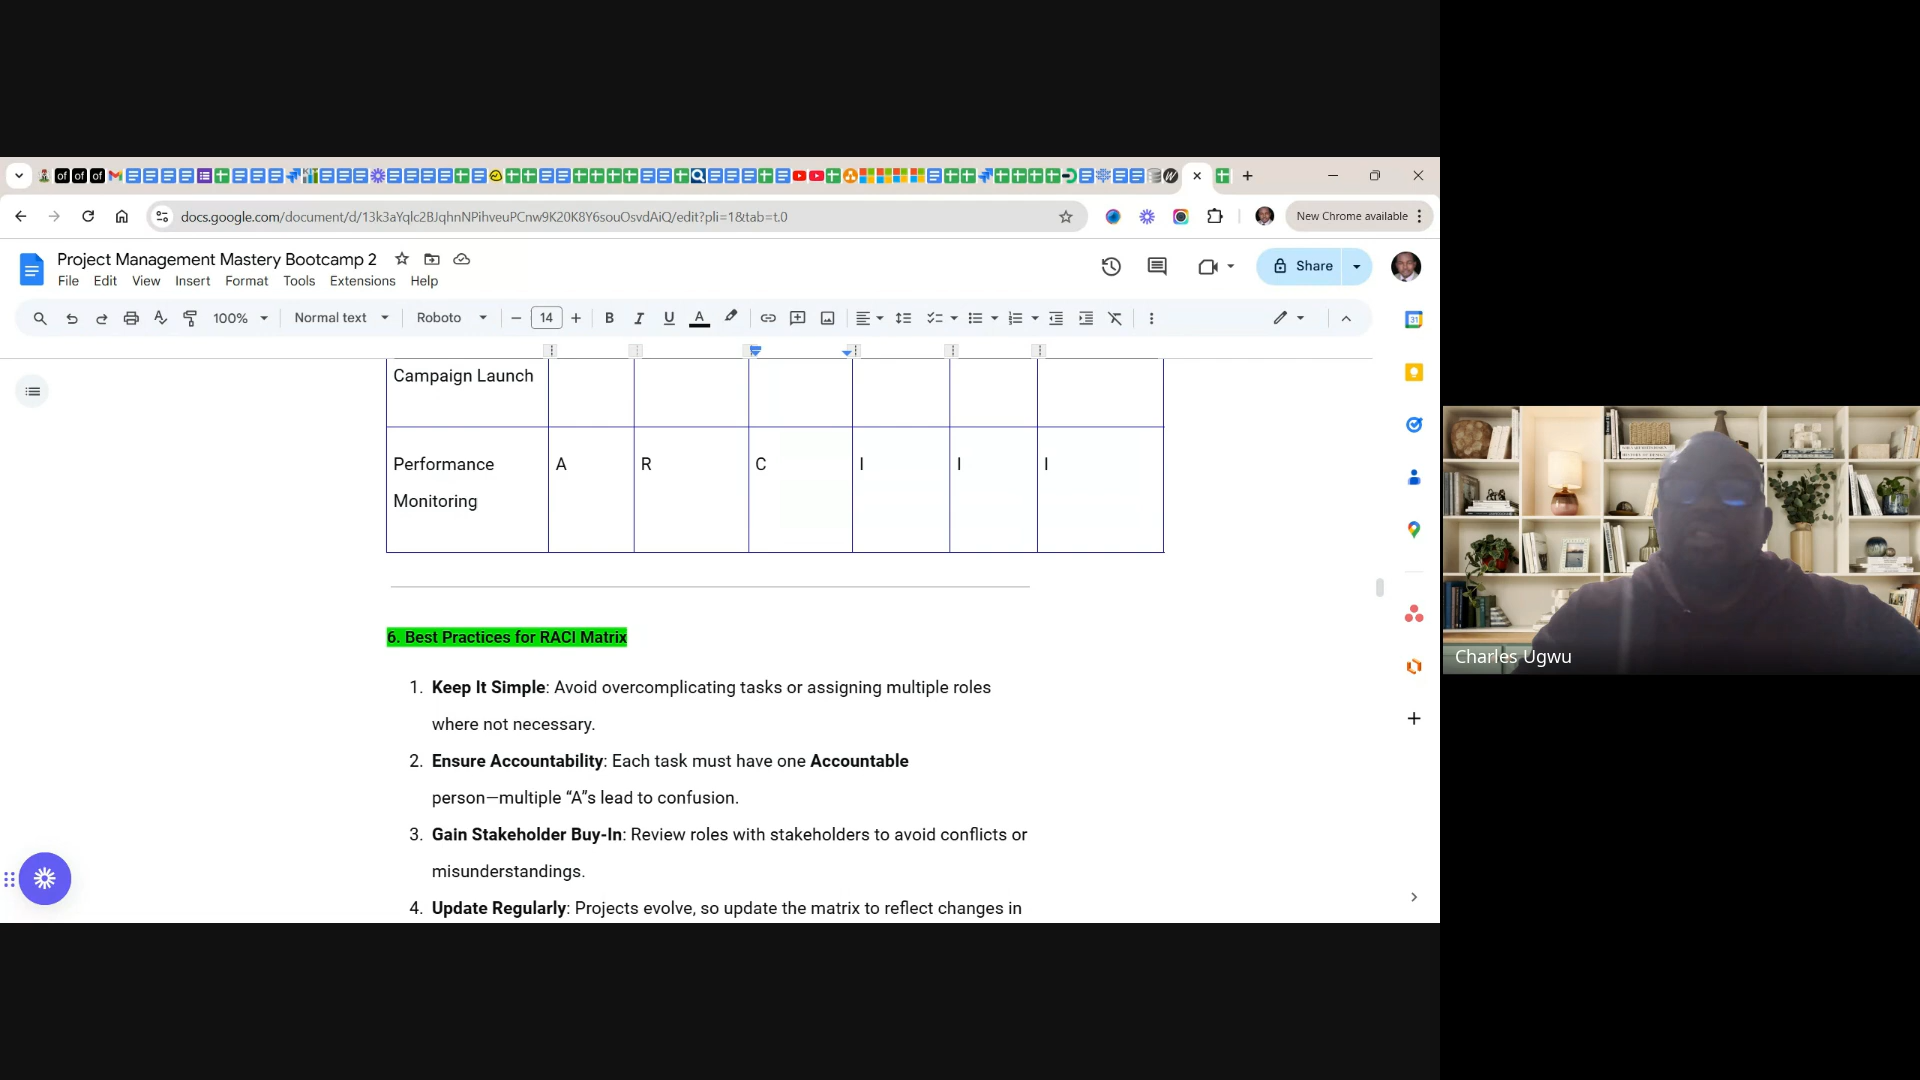 of
of
of
docs.google.com/document/d/13k3aYqlc2BJqhnNPihveuPCnw9K20K8Y6souOsvdAiQ/edit?pli=1&tab=t.0
New Chrome available
Project Management Mastery Bootcamp 2
File Edit View Insert Format Tools Extensions Help
Share
100% Normal text Roboto 14 B I U A
Campaign Launch
Performance Monitoring A R C I I I
6. Best Practices for RACI Matrix
1. Keep It Simple: Avoid overcomplicating tasks or assigning multiple roles
where not necessary.
2. Ensure Accountability: Each task must have one Accountable
person—multiple “A”s lead to confusion.
3. Gain Stakeholder Buy-In: Review roles with stakeholders to avoid conflicts or
misunderstandings.
4. Update Regularly: Projects evolve, so update the matrix to reflect changes in
Charles Ugwu